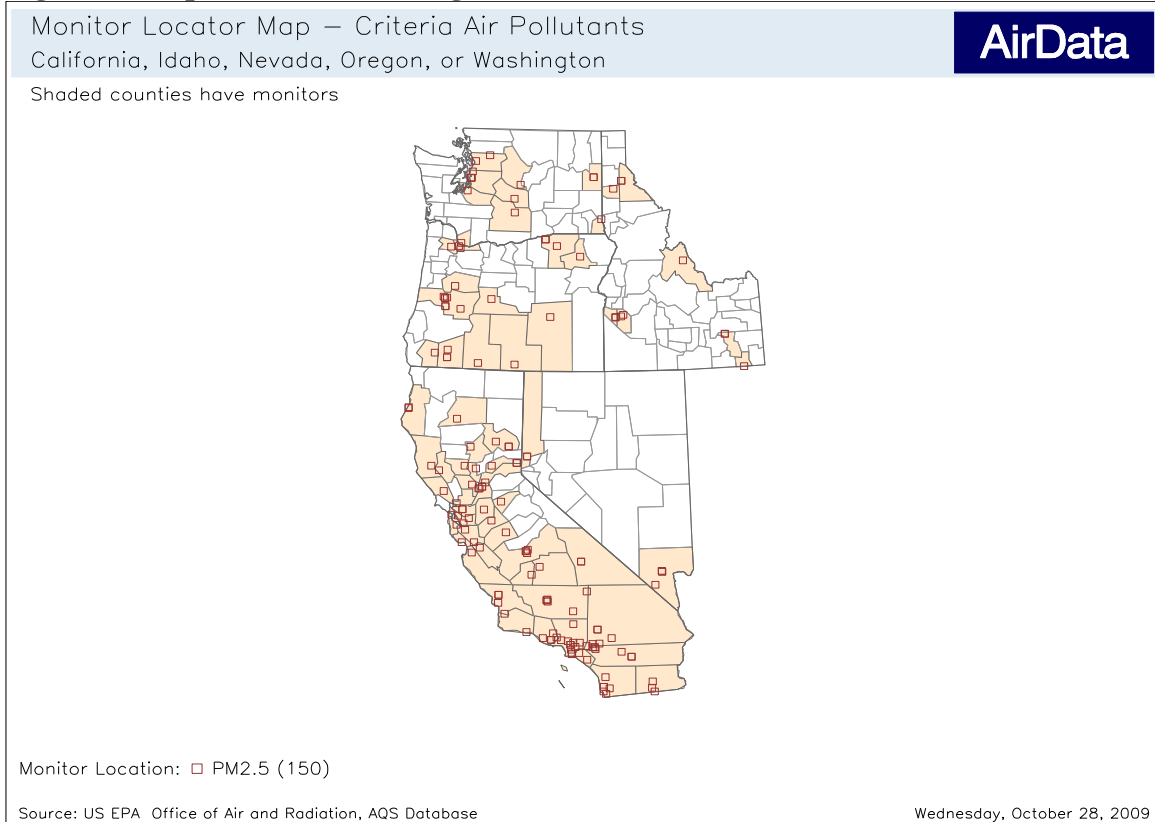 Monitor Locator Map – Criteria Air Pollutants
AirData
California, Idaho, Nevada, Oregon, or Washington
Shaded counties have monitors
Monitor Location: □ PM2.5 (150)
Source: US EPA Office of Air and Radiation, AQS Database
Wednesday, October 28, 2009